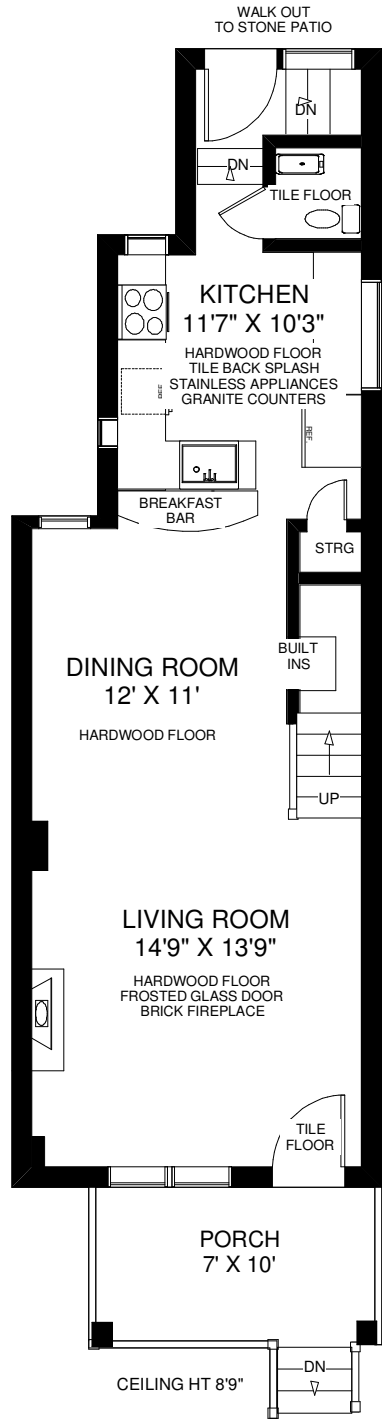 WALK OUT
TO STONE PATIO
DN
DN
TILE FLOOR
KITCHEN
11'7" X 10'3"
HARDWOOD FLOOR
TILE BACK SPLASH
STAINLESS APPLIANCES
GRANITE COUNTERS
REF.
BREAKFAST
BAR
STRG
BUILT
INS
DINING ROOM
12' X 11'
HARDWOOD FLOOR
UP
LIVING ROOM
14'9" X 13'9"
HARDWOOD FLOOR
FROSTED GLASS DOOR
BRICK FIREPLACE
TILE
FLOOR
PORCH
7' X 10'
DN
CEILING HT 8'9"